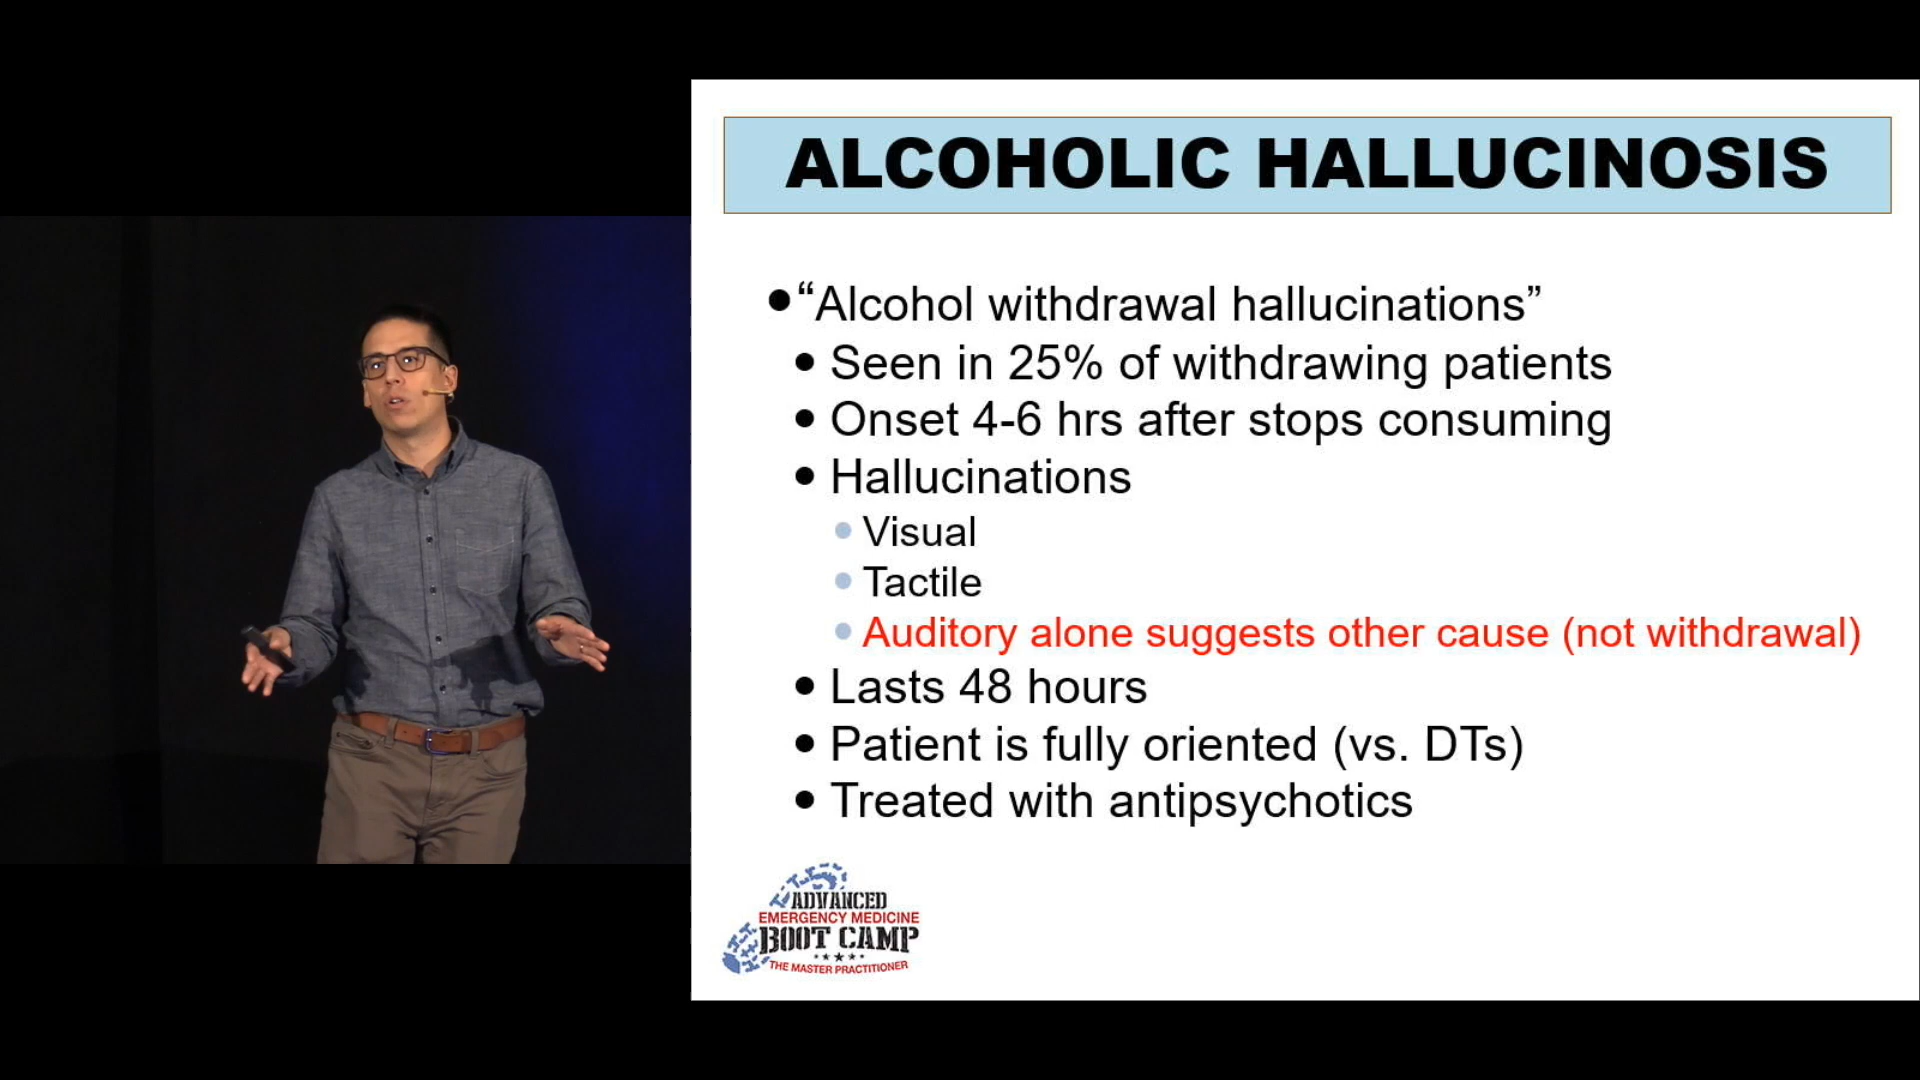 ALCOHOLIC HALLUCINOSIS
• “Alcohol withdrawal hallucinations”
• Seen in 25% of withdrawing patients
• Onset 4-6 hrs after stops consuming
• Hallucinations
• Visual
• Tactile
• Auditory alone suggests other cause (not withdrawal)
• Lasts 48 hours
• Patient is fully oriented (vs. DTs)
• Treated with antipsychotics
ADVANCED
EMERGENCY MEDICINE
BOOT CAMP
THE MASTER PRACTITIONER